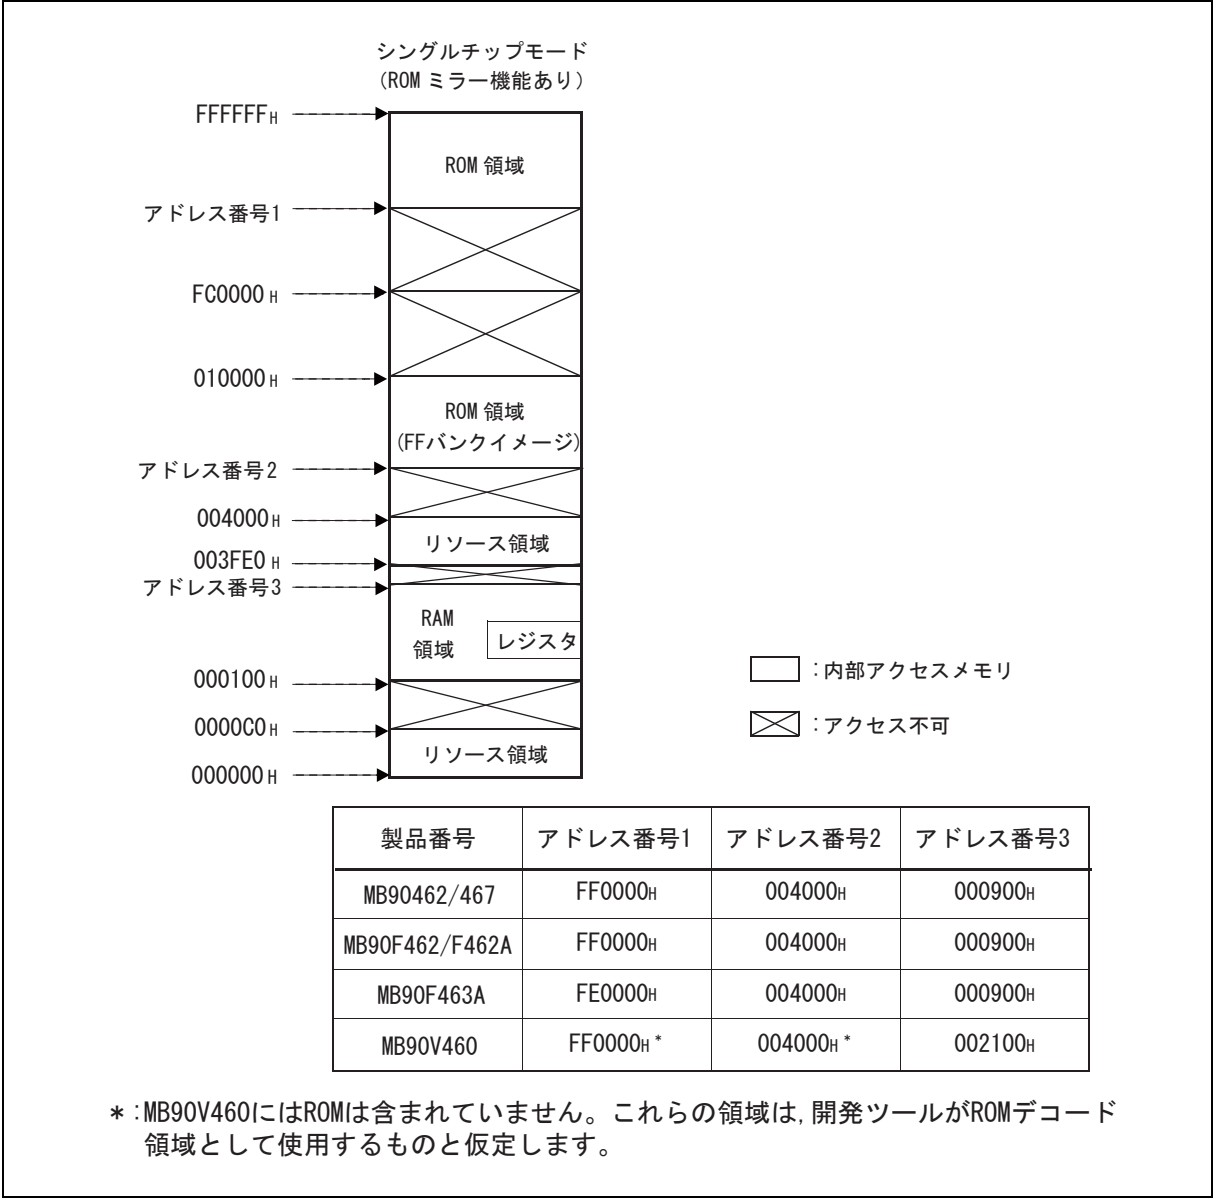 シングルチップモード
(ROM ミラー機能あり)
FFFFFFH
ROM 領域
アドレス番号1
FC0000 H
010000 H
ROM 領域
(FFバンクイメージ)
アドレス番号2
004000 H
リソース領域
003FE0 H
アドレス番号3
RAM
領域
レジスタ
:内部アクセスメモリ
000100 H
0000C0 H
:アクセス不可
リソース領域
000000 H
製品番号 アドレス番号1 アドレス番号2 アドレス番号3
MB90462/467 FF0000H 004000H 000900H
MB90F462/F462A FF0000H 004000H 000900H
MB90F463A FE0000H 004000H 000900H
MB90V460 FF0000H * 004000H * 002100H
* :MB90V460にはROMは含まれていません。これらの領域は,開発ツールがROMデコード
領域として使用するものと仮定します。